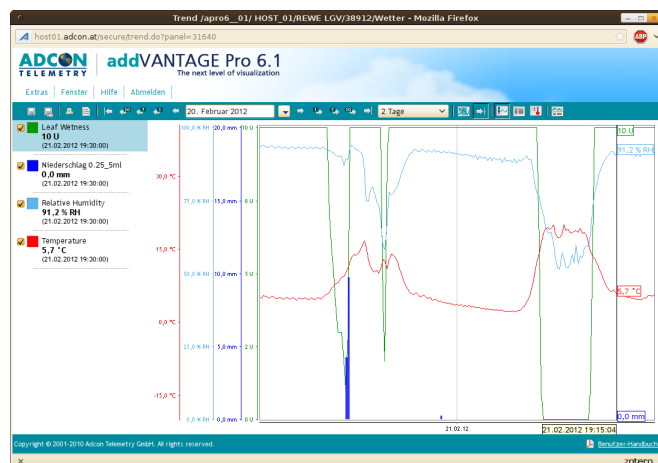 Trend /apro6__01/ HOST_01/REWE LGV/38912/Wetter - Mozilla Firefox
host01.adcon.at/secure/trend.do?panel=31640
ABP
ADCON
TELEMETRY
addVANTAGE Pro 6.1
The next level of visualization
Extras | Fenster | Hilfe | Abmelden |
20. Februar 2012
2 Tage
Leaf Wetness
10 U
(21.02.2012 19:30:00)
Niederschlag 0.25_5ml
0,0 mm
(21.02.2012 19:30:00)
Relative Humidity
91,2 % RH
(21.02.2012 19:30:00)
Temperature
5,7 °C
(21.02.2012 19:30:00)
100,0 % RH 20,0 mm 10 U
30,0 °C
75,0 % RH 15,0 mm
15,0 °C
50,0 % RH 10,0 mm 5 U
0,0 °C
25,0 % RH 5,0 mm 2 U
-15,0 °C
0,0 % RH 0,0 mm 0 U
10 U
91,2 % RH
5,7 °C
0,0 mm
21.02.12
21.02.2012 19:15:04
Copyright © 2001-2010 Adcon Telemetry GmbH. All rights reserved.
Benutzer-Handbuch
zotero